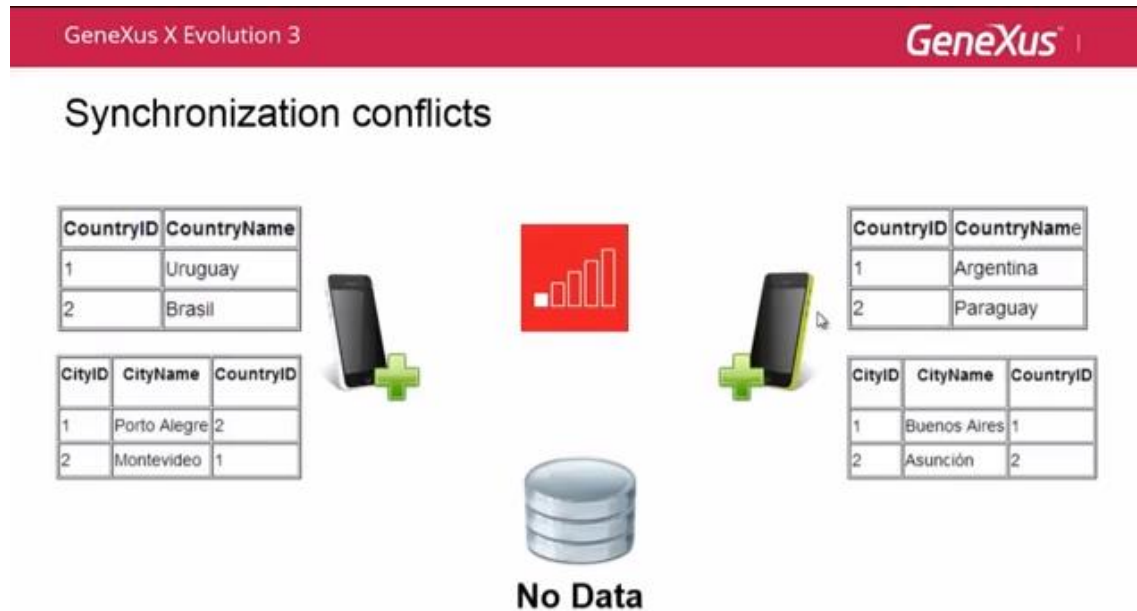 GeneXus X Evolution 3
GeneXus
Synchronization conflicts
CountryID CountryName
1 Uruguay
2 Brasil
CityID CityName CountryID
1 Porto Alegre 2
2 Montevideo 1
CountryID CountryName
1 Argentina
2 Paraguay
CityID CityName CountryID
1 Buenos Aires 1
2 Asunción 2
No Data